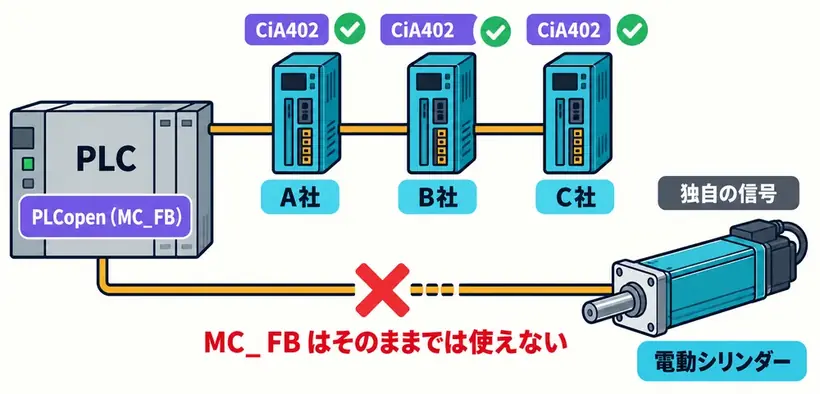 CiA402
CiA402
CiA402
PLC
PLCopen (MC_FB)
A社
B社
C社
独自の信号
MC_ FB はそのままでは使えない
電動シリンダー